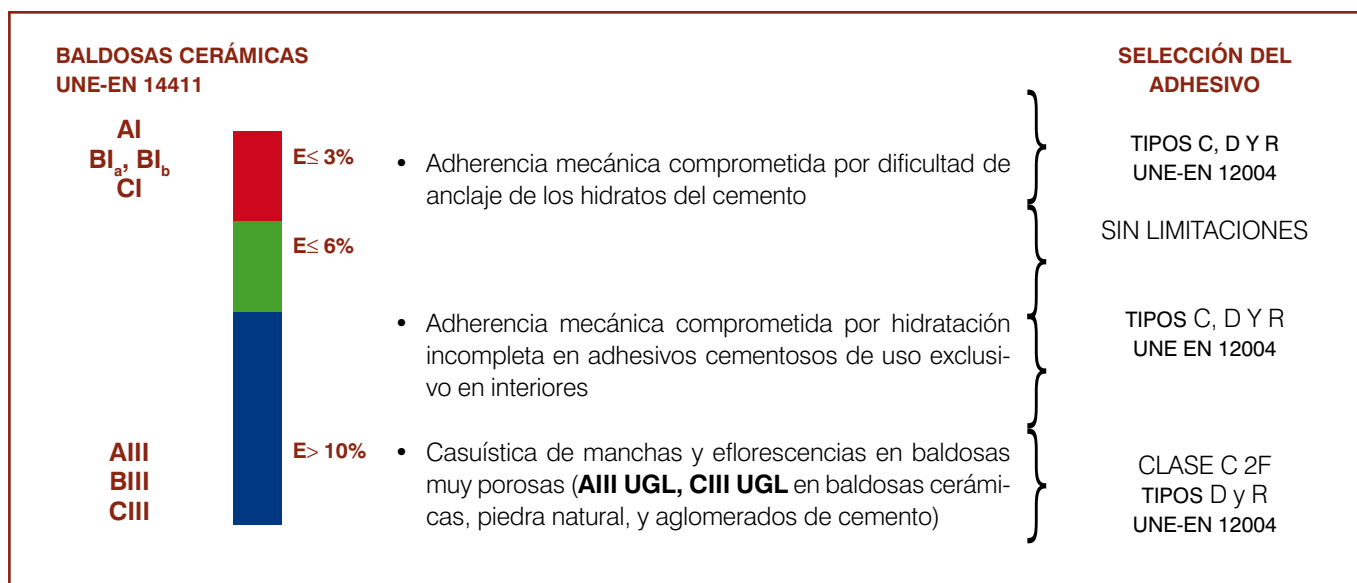 BALDOSAS CERÁMICAS
UNE-EN 14411
AI
BIa, BIb
CI
AIII
BIII
CIII
E≤ 3%
E≤ 6%
E> 10%
• Adherencia mecánica comprometida por dificultad de
anclaje de los hidratos del cemento
• Adherencia mecánica comprometida por hidratación
incompleta en adhesivos cementosos de uso exclusi-
vo en interiores
• Casuística de manchas y eflorescencias en baldosas
muy porosas (AIII UGL, CIII UGL en baldosas cerámi-
cas, piedra natural, y aglomerados de cemento)
SELECCIÓN DEL
ADHESIVO
TIPOS C, D Y R
UNE-EN 12004
SIN LIMITACIONES
TIPOS C, D Y R
UNE EN 12004
CLASE C 2F
TIPOS D y R
UNE-EN 12004